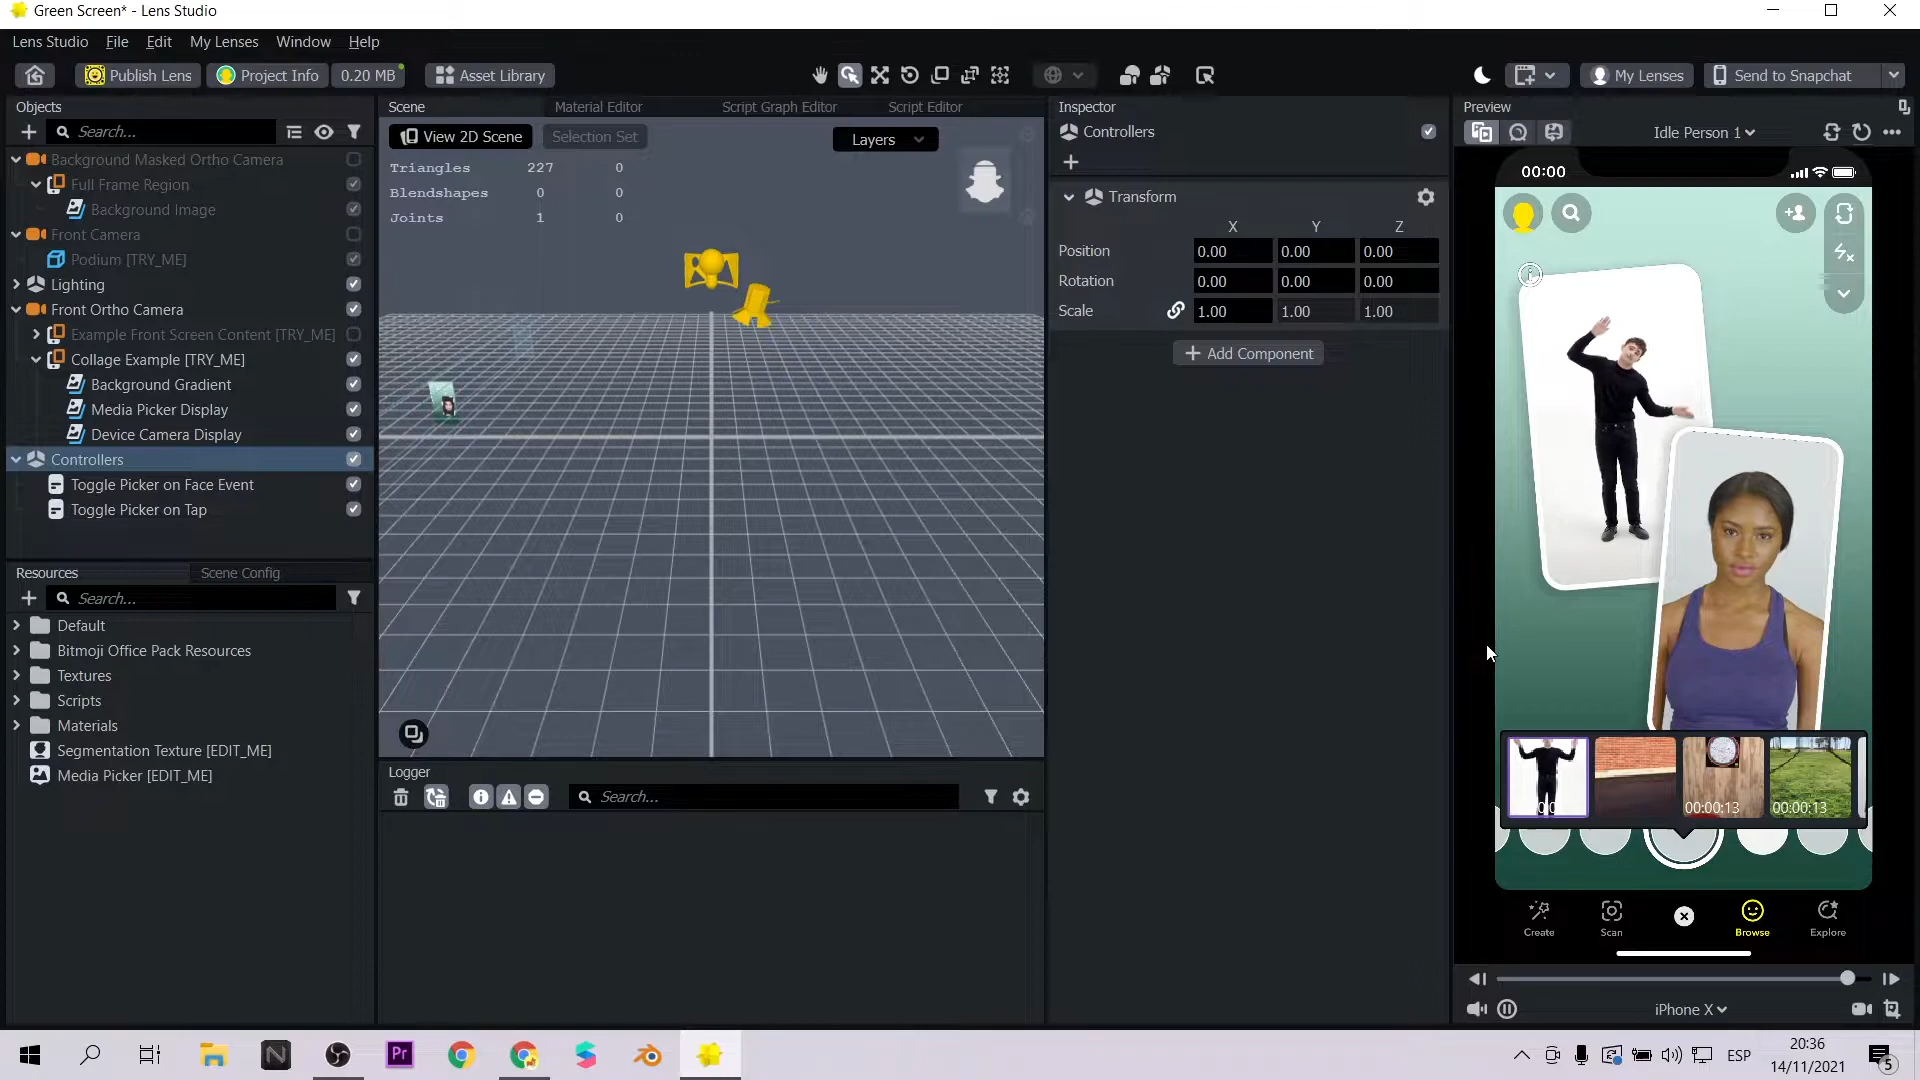 Green Screen* - Lens Studio
Lens Studio File Edit My Lenses Window Help
Publish Lens Project Info 0.20 MB Asset Library My Lenses Send to Snapchat
Objects
Search...
Background Masked Ortho Camera
Full Frame Region
Background Image
Front Camera
Podium [TRY_ME]
Lighting
Front Ortho Camera
Example Front Screen Content [TRY_ME]
Collage Example [TRY_ME]
Background Gradient
Media Picker Display
Device Camera Display
Controllers
Toggle Picker on Face Event
Toggle Picker on Tap
Resources Scene Config
Search...
Default
Bitmoji Office Pack Resources
Textures
Scripts
Materials
Segmentation Texture [EDIT_ME]
Media Picker [EDIT_ME]
Scene Material Editor Script Graph Editor Script Editor
View 2D Scene Selection Set Layers
Triangles 227 0
Blendshapes 0 0
Joints 1 0
Logger
Search...
Inspector
Controllers
Transform
X Y Z
Position 0.00 0.00 0.00
Rotation 0.00 0.00 0.00
Scale 1.00 1.00 1.00
Add Component
Preview
Idle Person 1
00:00
00:00:13 00:00:13
Create Scan Browse Explore
iPhone X
Pr
ESP
20:36
14/11/2021
5